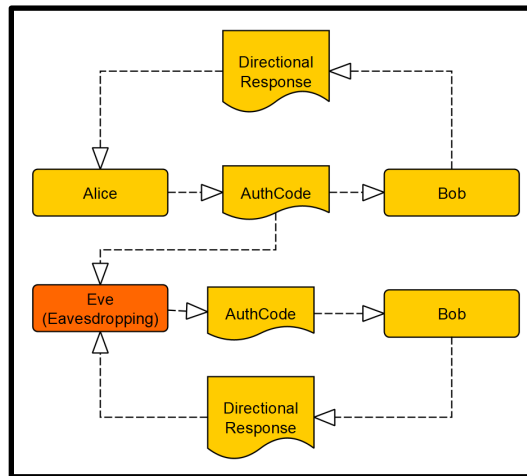 Directional
Response
Alice
AuthCode
Bob
Eve
(Eavesdropping)
AuthCode
Bob
Directional
Response